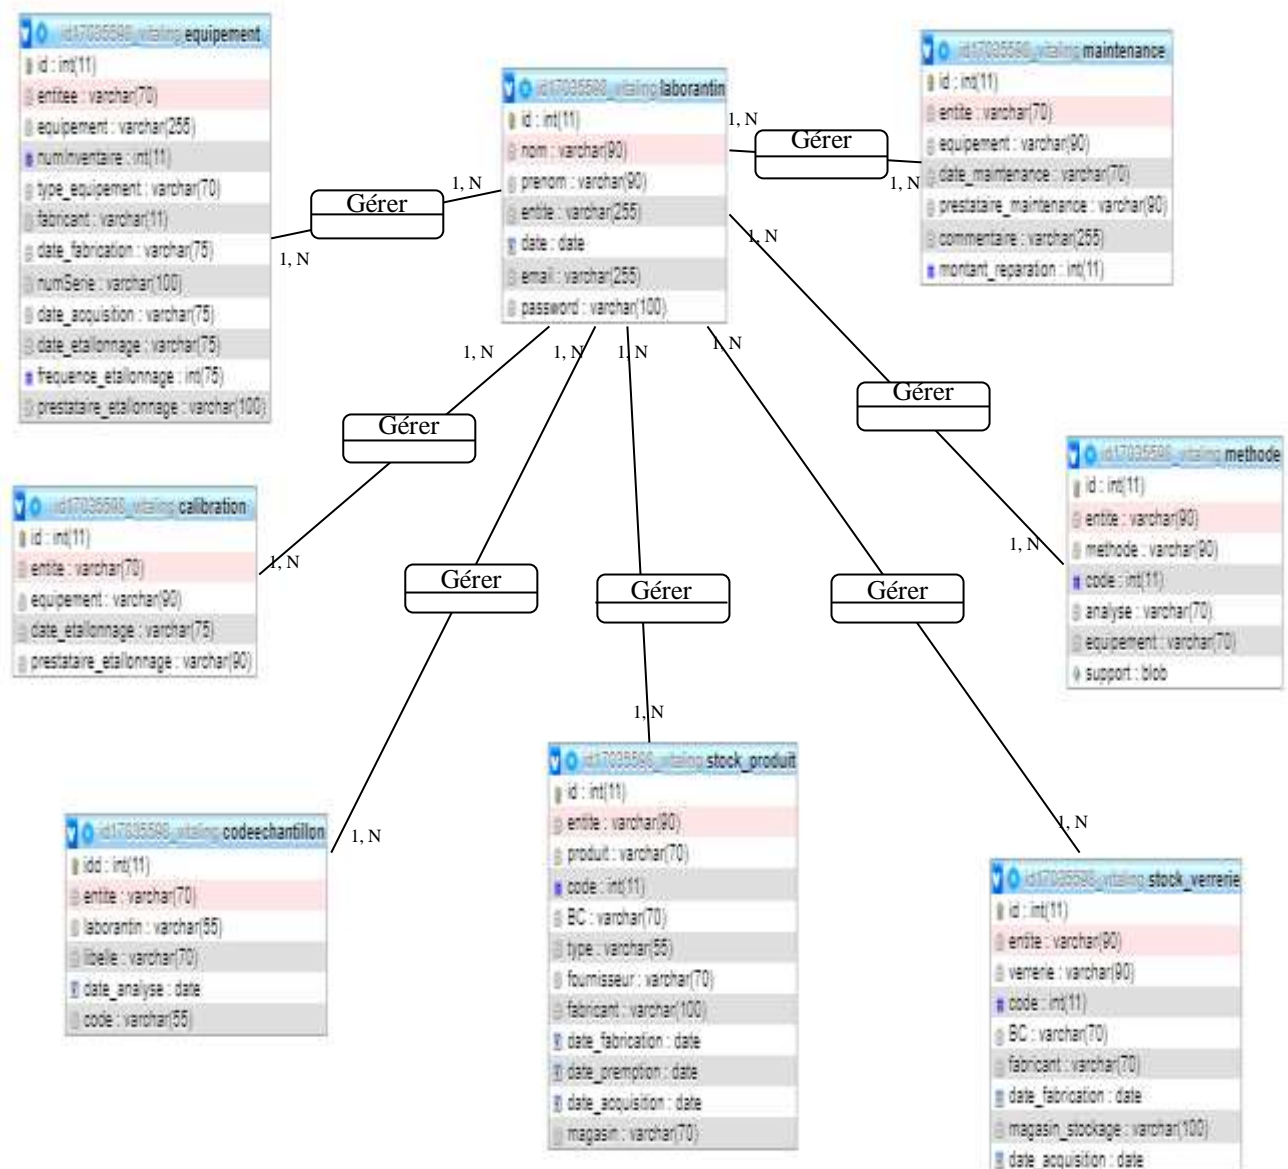 id17035598_vitaling equipement
id : int(11)
entitee : varchar(70)
equipement : varchar(255)
numInventaire : int(11)
type_equipement : varchar(70)
fabricant : varchar(11)
date_fabrication : varchar(75)
numSerie : varchar(100)
date_acquisition : varchar(75)
date_etallonnage : varchar(75)
frequence_etallonnage : int(75)
prestataire_etallonnage : varchar(100)
id17035598_vitaling laborantin
id : int(11)
nom : varchar(90)
prenom : varchar(90)
entite : varchar(255)
date : date
email : varchar(255)
password : varchar(100)
id17035598_vitaling maintenance
id : int(11)
entite : varchar(70)
equipement : varchar(90)
date_maintenance : varchar(70)
prestataire_maintenance : varchar(90)
commentaire : varchar(255)
montant_reparation : int(11)
1, N
Gérer
1, N
1, N
Gérer
1, N
1, N
1, N
1, N
1, N
1, N
Gérer
Gérer
id17035598_vitaling methode
id : int(11)
entite : varchar(90)
methode : varchar(90)
code : int(11)
analyse : varchar(70)
equipement : varchar(70)
support : blob
id17035598_vitaling calibration
id : int(11)
entite : varchar(70)
equipement : varchar(90)
date_etallonnage : varchar(75)
prestataire_etallonnage : varchar(90)
1, N
1, N
Gérer
Gérer
Gérer
1, N
1, N
1, N
id17035598_vitaling stock_produit
id : int(11)
entite : varchar(90)
produit : varchar(70)
code : int(11)
BC : varchar(70)
type : varchar(55)
fournisseur : varchar(70)
fabricant : varchar(100)
date_fabrication : date
date_premption : date
date_acquisition : date
magasin : varchar(70)
id17035598_vitaling codeechantillon
idd : int(11)
entite : varchar(70)
laborantin : varchar(55)
libelle : varchar(70)
date_analyse : date
code : varchar(55)
id17035598_vitaling stock_verrerie
id : int(11)
entite : varchar(90)
verrerie : varchar(90)
code : int(11)
BC : varchar(70)
fabricant : varchar(70)
date_fabrication : date
magasin_stockage : varchar(100)
date_acquisition : date